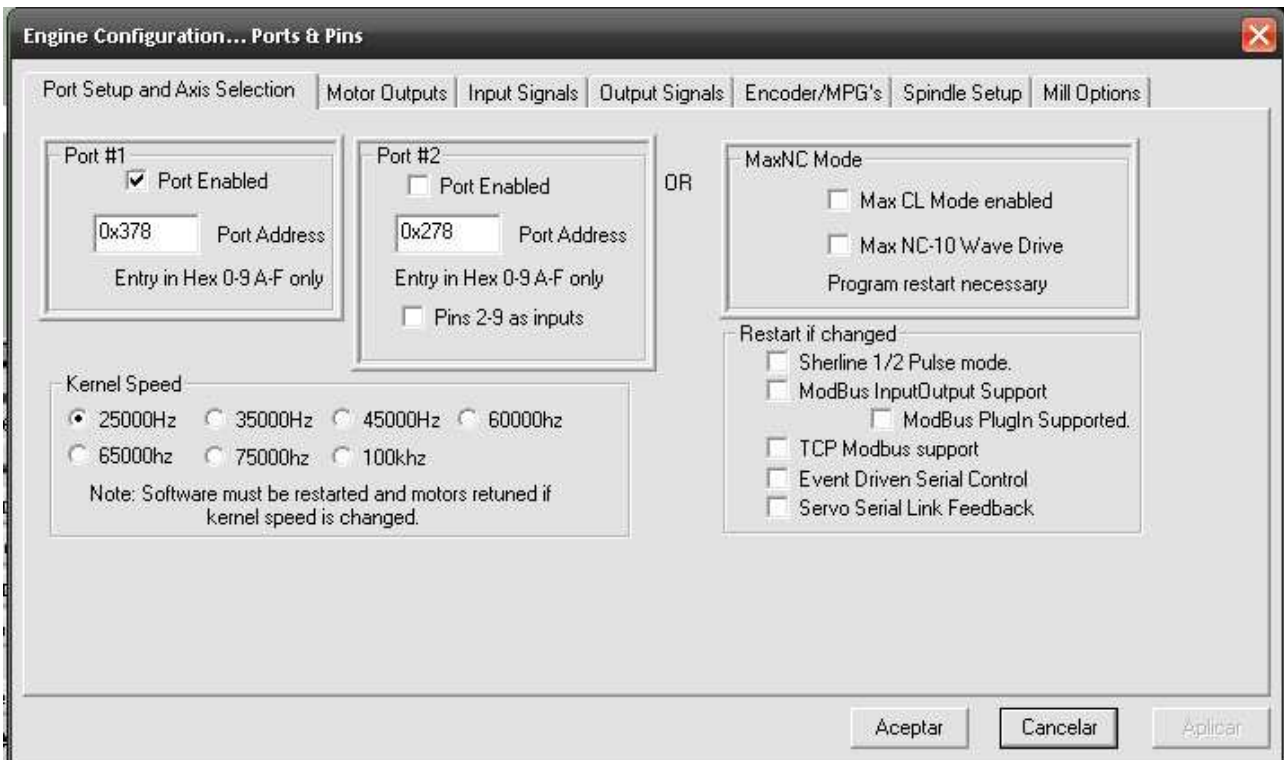 Engine Configuration... Ports & Pins
Port Setup and Axis Selection
Motor Outputs
Input Signals
Output Signals
Encoder/MPG's
Spindle Setup
Mill Options
Port #1
Port Enabled
0x378
Port Address
Entry in Hex 0-9 A-F only
Port #2
Port Enabled
0x278
Port Address
Entry in Hex 0-9 A-F only
Pins 2-9 as inputs
OR
MaxNC Mode
Max CL Mode enabled
Max NC-10 Wave Drive
Program restart necessary
Restart if changed
Sherline 1/2 Pulse mode.
ModBus InputOutput Support
ModBus PlugIn Supported.
TCP Modbus support
Event Driven Serial Control
Servo Serial Link Feedback
Kernel Speed
25000Hz 35000Hz 45000Hz 60000hz
65000hz 75000hz 100khz
Note: Software must be restarted and motors retuned if
kernel speed is changed.
Aceptar
Cancelar
Aplicar